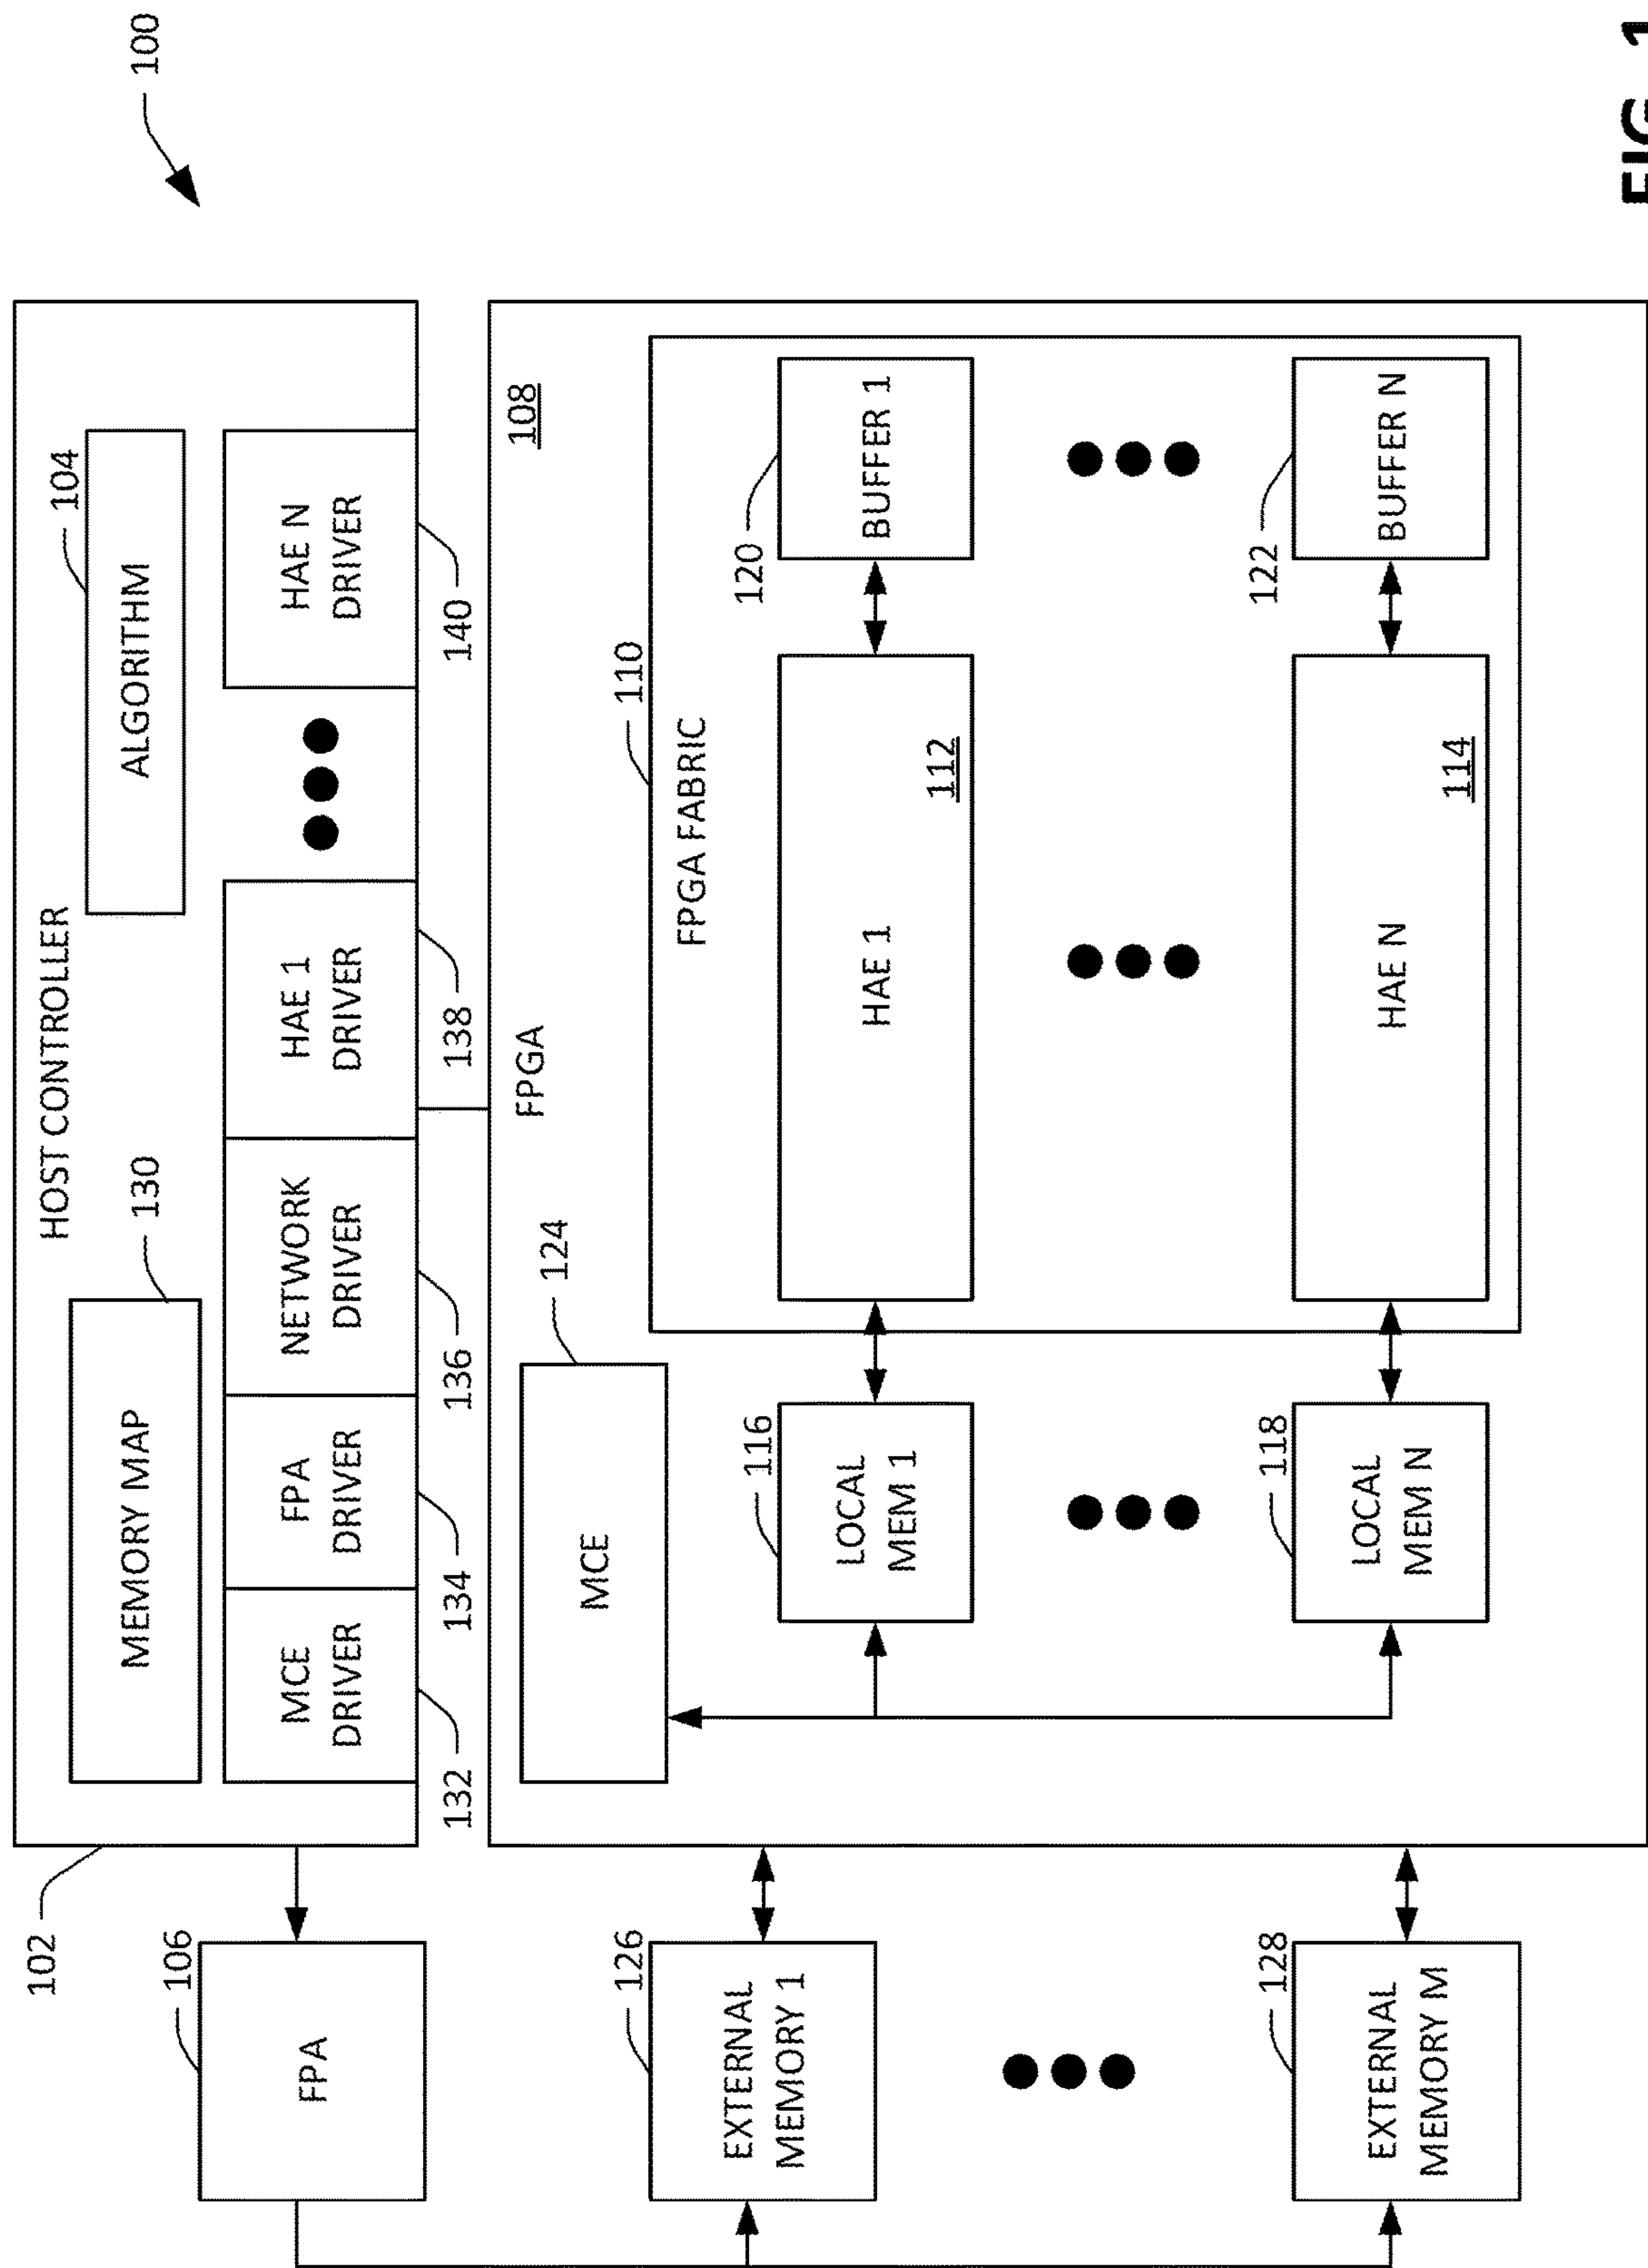 100
HOST CONTROLLER
102
MEMORY MAP
130
ALGORITHM
104
MCE
DRIVER
FPA
DRIVER
NETWORK
DRIVER
HAE 1
DRIVER
HAE N
DRIVER
132
134
136
138
140
FPA
106
FPGA
108
MCE
124
FPGA FABRIC
110
EXTERNAL
MEMORY 1
126
LOCAL
MEM 1
116
HAE 1
112
BUFFER 1
120
EXTERNAL
MEMORY M
128
LOCAL
MEM N
118
HAE N
114
BUFFER N
122
FIG. 1